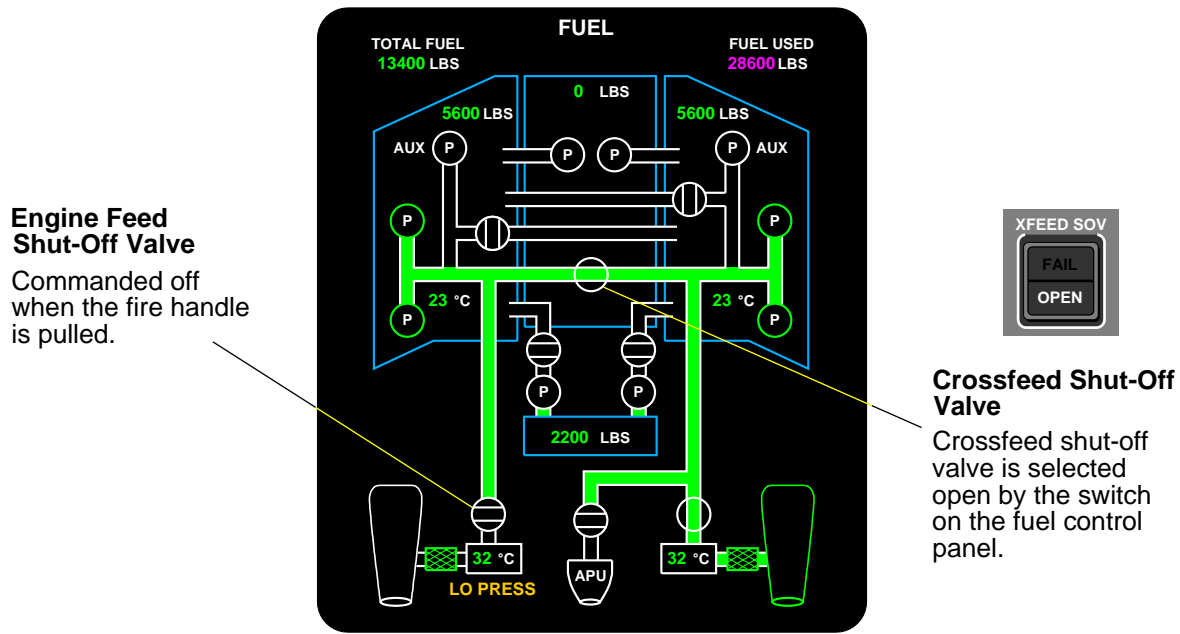 FUEL
TOTAL FUEL
13400 LBS
FUEL USED
28600 LBS
0 LBS
5600 LBS
5600 LBS
AUX P
P P
P AUX
P
P
23 °C
23 °C
P
P
P
P
2200 LBS
32 °C
APU
32 °C
LO PRESS
Engine Feed
Shut-Off Valve
Commanded off
when the fire handle
is pulled.
XFEED SOV
FAIL
OPEN
Crossfeed Shut-Off
Valve
Crossfeed shut-off
valve is selected
open by the switch
on the fuel control
panel.